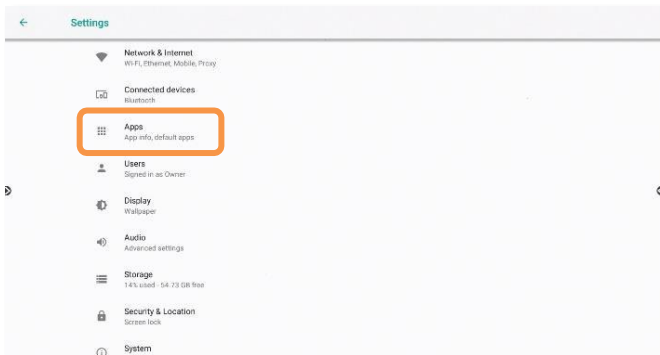 Settings
Network & Internet
Wi-Fi, Ethernet, Mobile, Proxy
Connected devices
Bluetooth
Apps
App info, default apps
Users
Signed in as Owner
Display
Wallpaper
Audio
Advanced settings
Storage
14% used - 54.73 GB free
Security & Location
Screen lock
System